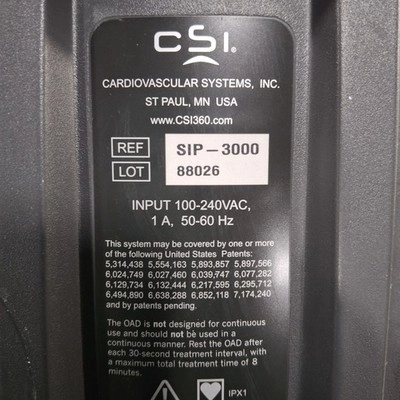 CSI®
CARDIOVASCULAR SYSTEMS, INC.
ST PAUL, MN USA
www.CSI360.com
REF SIP-3000
LOT 88026
INPUT 100-240VAC,
1 A, 50-60 Hz
This system may be covered by one or more
of the following United States Patents:
5,314,438 5,554,163 5,893,857 5,897,566
6,024,749 6,027,460 6,039,747 6,077,282
6,129,734 6,132,444 6,217,595 6,295,712
6,494,890 6,638,288 6,852,118 7,174,240
and by patents pending.
The OAD is not designed for continuous
use and should not be used in a
continuous manner. Rest the OAD after
each 30-second treatment interval, with
a maximum total treatment time of 8
minutes.
IPX1